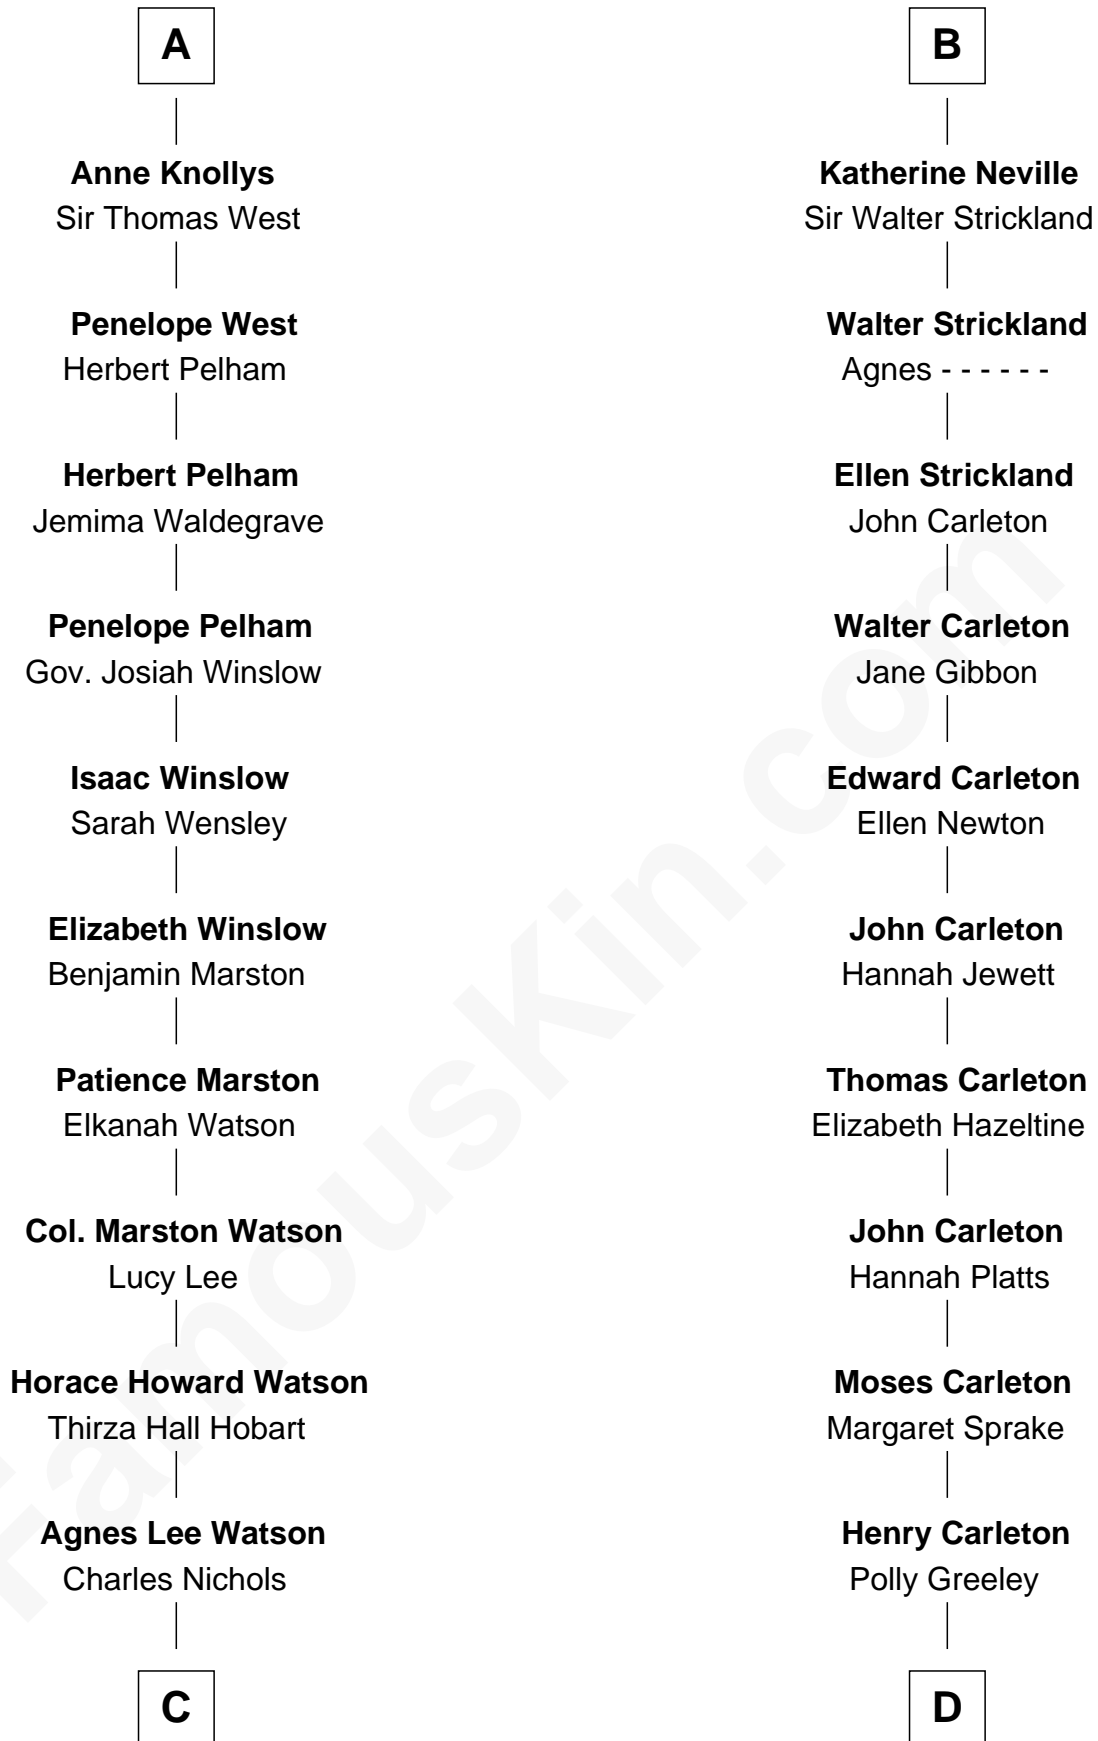 A
Anne Knollys
Sir Thomas West
Penelope West
Herbert Pelham
Herbert Pelham
Jemima Waldegrave
Penelope Pelham
Gov. Josiah Winslow
Isaac Winslow
Sarah Wensley
Elizabeth Winslow
Benjamin Marston
Patience Marston
Elkanah Watson
Col. Marston Watson
Lucy Lee
Horace Howard Watson
Thirza Hall Hobart
Agnes Lee Watson
Charles Nichols
C
B
Katherine Neville
Sir Walter Strickland
Walter Strickland
Agnes - - - - - -
Ellen Strickland
John Carleton
Walter Carleton
Jane Gibbon
Edward Carleton
Ellen Newton
John Carleton
Hannah Jewett
Thomas Carleton
Elizabeth Hazeltine
John Carleton
Hannah Platts
Moses Carleton
Margaret Sprake
Henry Carleton
Polly Greeley
D
FamousKin.com